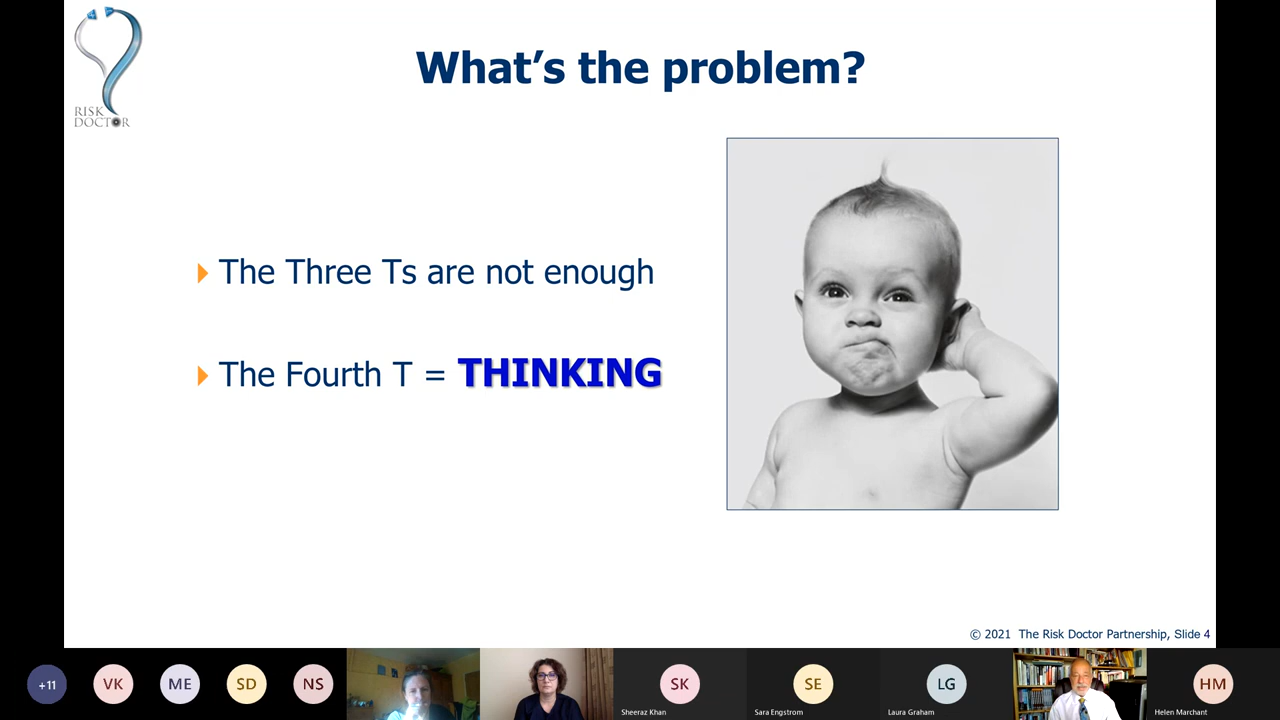 RISK
DOCTOR
What's the problem?
The Three Ts are not enough
The Fourth T = THINKING
© 2021 The Risk Doctor Partnership, Slide 4
+11
VK
ME
SD
NS
SK
Sheeraz Khan
SE
Sara Engstrom
LG
Laura Graham
HM
Helen Marchant